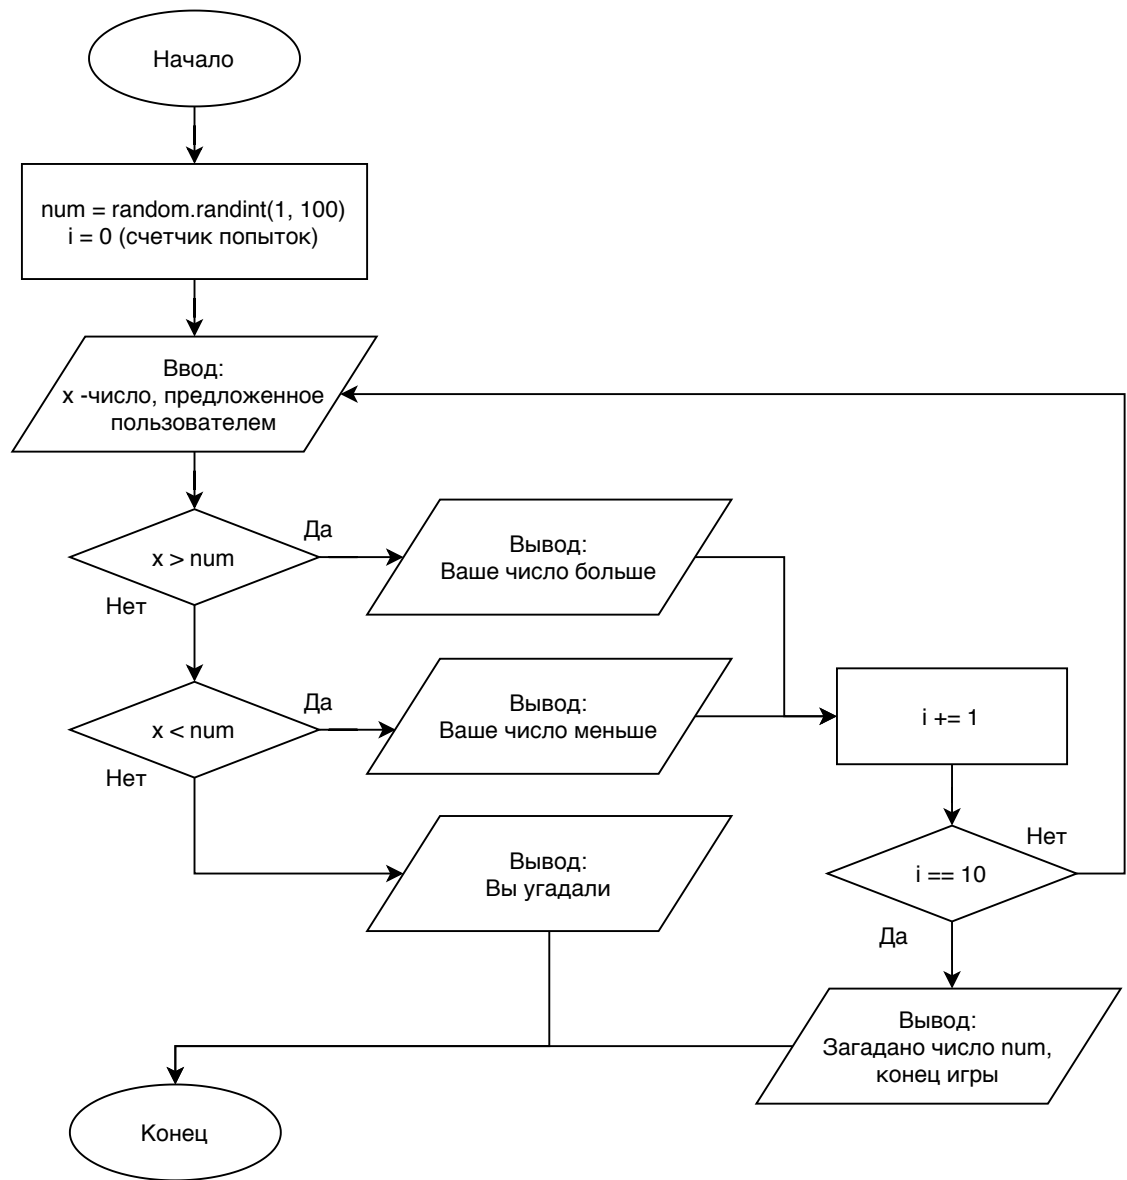 Начало
num = random.randint(1, 100)
i = 0 (счетчик попыток)
Ввод:
x -число, предложенное
пользователем
x > num
Да
Нет
Вывод:
Ваше число больше
x < num
Да
Нет
Вывод:
Ваше число меньше
i += 1
Вывод:
Вы угадали
i == 10
Нет
Да
Вывод:
Загадано число num,
конец игры
Конец